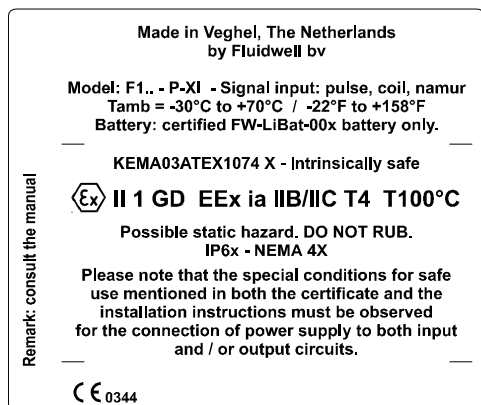 Made in Veghel, The Netherlands
by Fluidwell bv
Model: F1.. - P-XI - Signal input: pulse, coil, namur
Tamb = -30°C to +70°C / -22°F to +158°F
Battery: certified FW-LiBat-00x battery only.
KEMA03ATEX1074 X - Intrinsically safe
Ex II 1 GD EEx ia IIB/IIC T4 T100°C
Possible static hazard. DO NOT RUB.
IP6x - NEMA 4X
Please note that the special conditions for safe
use mentioned in both the certificate and the
installation instructions must be observed
for the connection of power supply to both input
and / or output circuits.
Remark: consult the manual
CE 0344